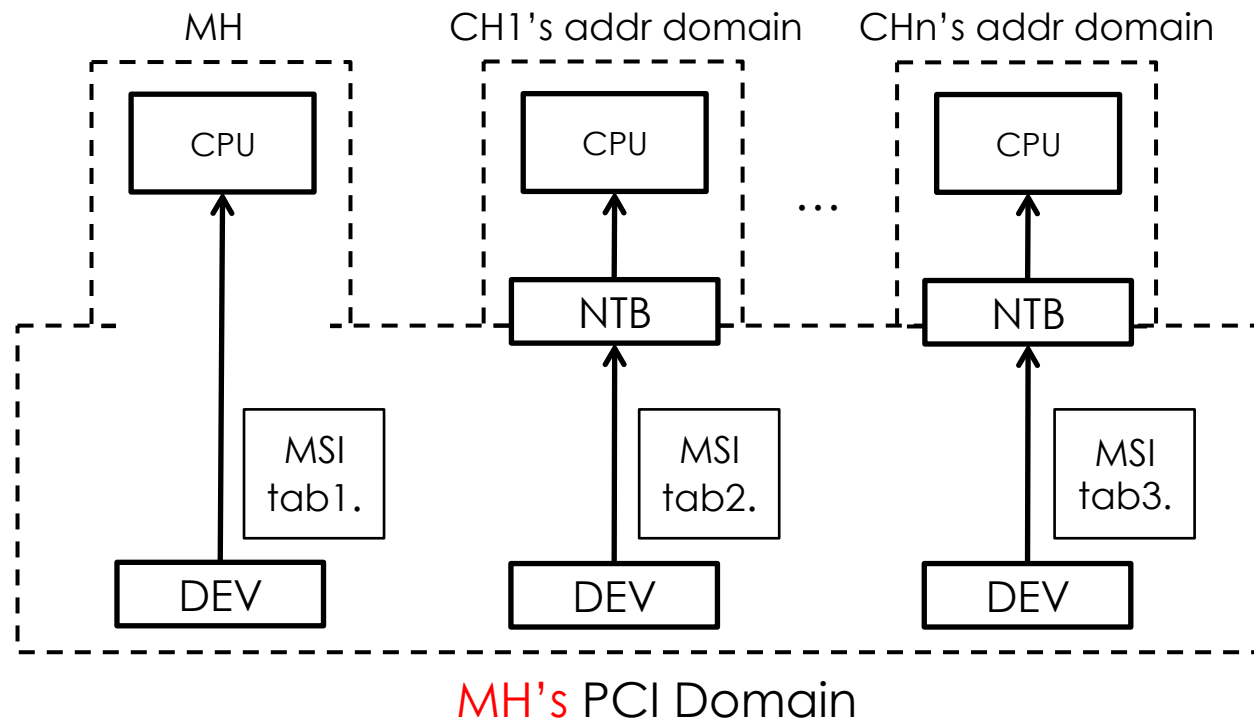 MH
CH1's addr domain
CHn's addr domain
CPU
CPU
CPU
...
NTB
NTB
MSI
tab1.
MSI
tab2.
MSI
tab3.
DEV
DEV
DEV
MH's PCI Domain